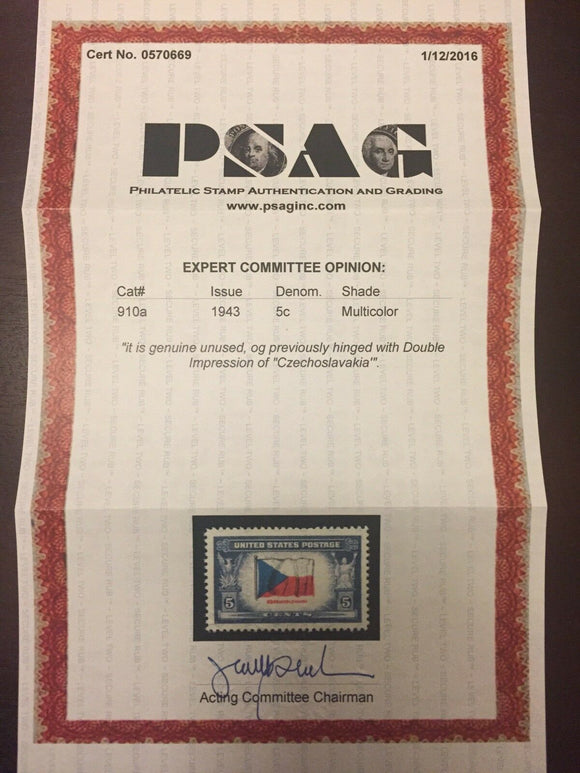 Cert No. 0570669 1/12/2016
PSAG
PHILATELIC STAMP AUTHENTICATION AND GRADING
www.psaginc.com
EXPERT COMMITTEE OPINION:
Cat# Issue Denom. Shade
910a 1943 5c Multicolor
"it is genuine unused, og previously hinged with Double
Impression of "Czechoslavakia'".
UNITED STATES POSTAGE
5 5
CENTS
Acting Committee Chairman